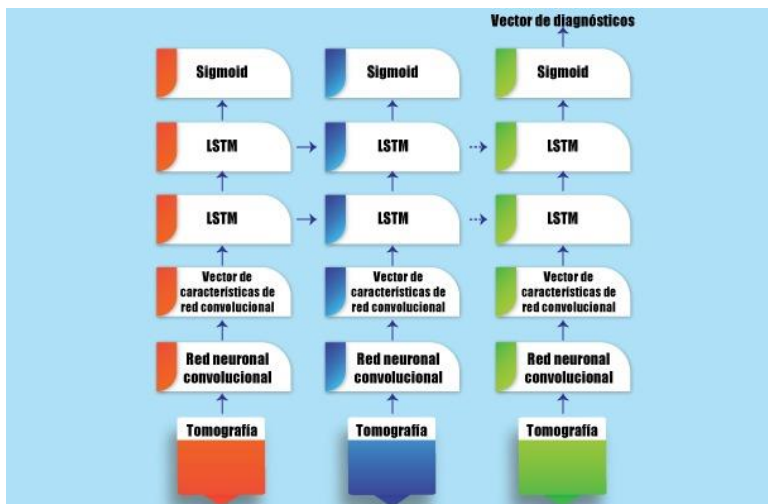 Vector de diagnósticos
Sigmoid
Sigmoid
Sigmoid
LSTM
LSTM
LSTM
LSTM
LSTM
LSTM
Vector de
características de
red convolucional
Vector de
características de
red convolucional
Vector de
características de
red convolucional
Red neuronal
convolucional
Red neuronal
convolucional
Red neuronal
convolucional
Tomografía
Tomografía
Tomografía